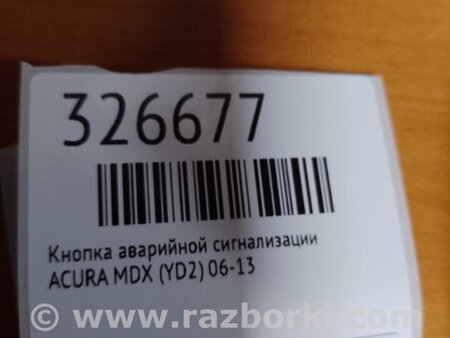 326677
Кнопка аварийной сигнализации
ACURA MDX (YD2) 06-13
© www.razborki.com